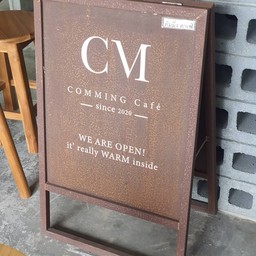 CM
COMMING Café
since 2020
WE ARE OPEN!
it' really WARM inside